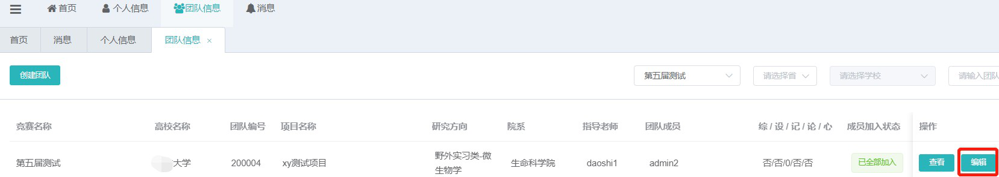 首页 个人信息 团队信息 消息
首页 消息 个人信息 团队信息 ×
创建团队 第五届测试 请选择省 请选择学校 请输入团队
竞赛名称 高校名称 团队编号 项目名称 研究方向 院系 指导老师 团队成员 综 / 设 / 记 / 论 / 心 成员加入状态 操作
第五届测试 大学 200004 xy测试项目 野外实习类-微 生命科学院 daoshi1 admin2 否/否/0/否/否 已全部加入 查看 编辑
生物学